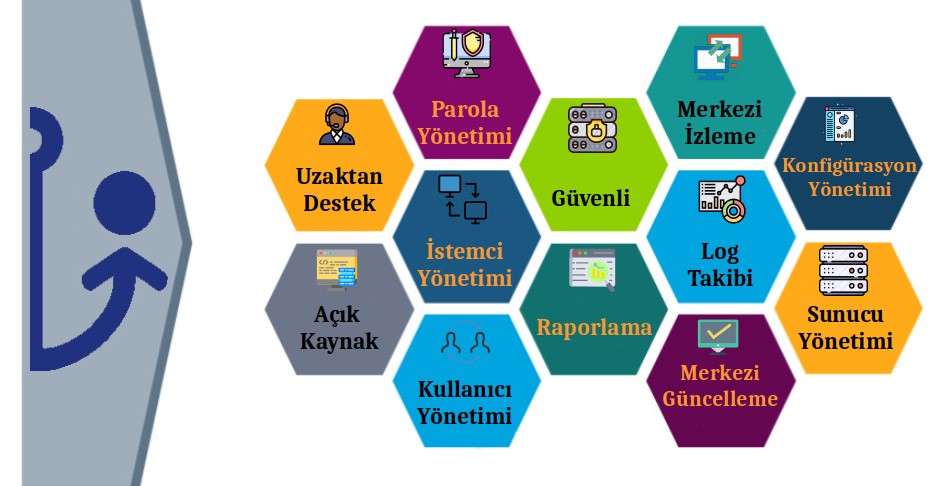 Parola
Yönetimi
Merkezi
İzleme
Uzaktan
Destek
Güvenli
Konfigürasyon
Yönetimi
İstemci
Yönetimi
Log
Takibi
Açık
Kaynak
Raporlama
Sunucu
Yönetimi
Kullanıcı
Yönetimi
Merkezi
Güncelleme